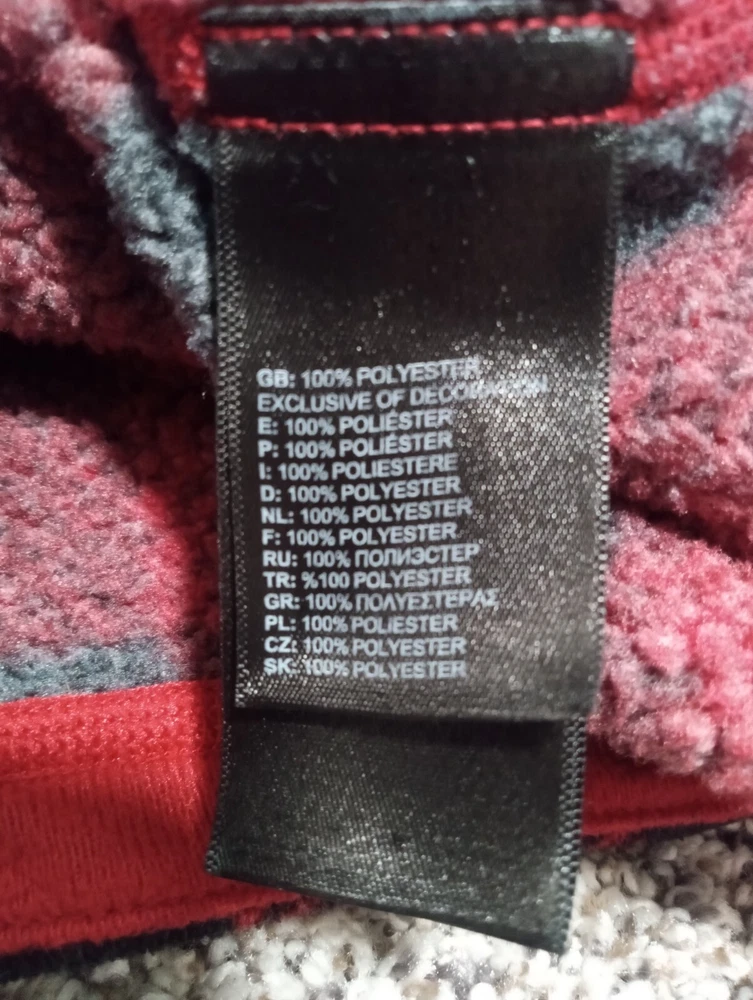 GB: 100% POLYESTER
EXCLUSIVE OF DECORATION
E: 100% POLIÉSTER
P: 100% POLIÉSTER
I: 100% POLIESTERE
D: 100% POLYESTER
NL: 100% POLYESTER
F: 100% POLYESTER
RU: 100% ПОЛИЭСТЕР
TR: %100 POLYESTER
GR: 100% ΠΟΛΥΕΣΤΕΡΑΣ
PL: 100% POLIESTER
CZ: 100% POLYESTER
SK: 100% POLYESTER